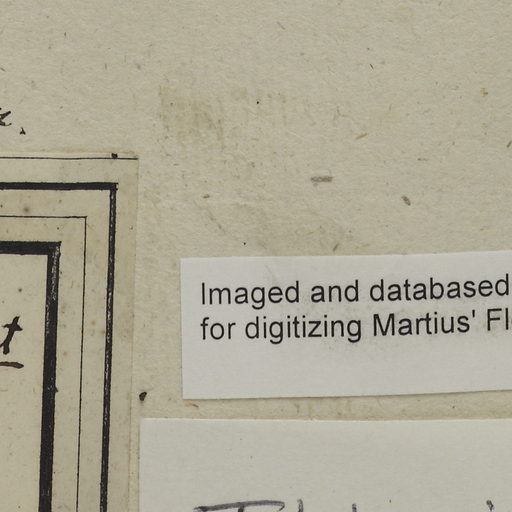 Imaged and databased
for digitizing Martius' Fl